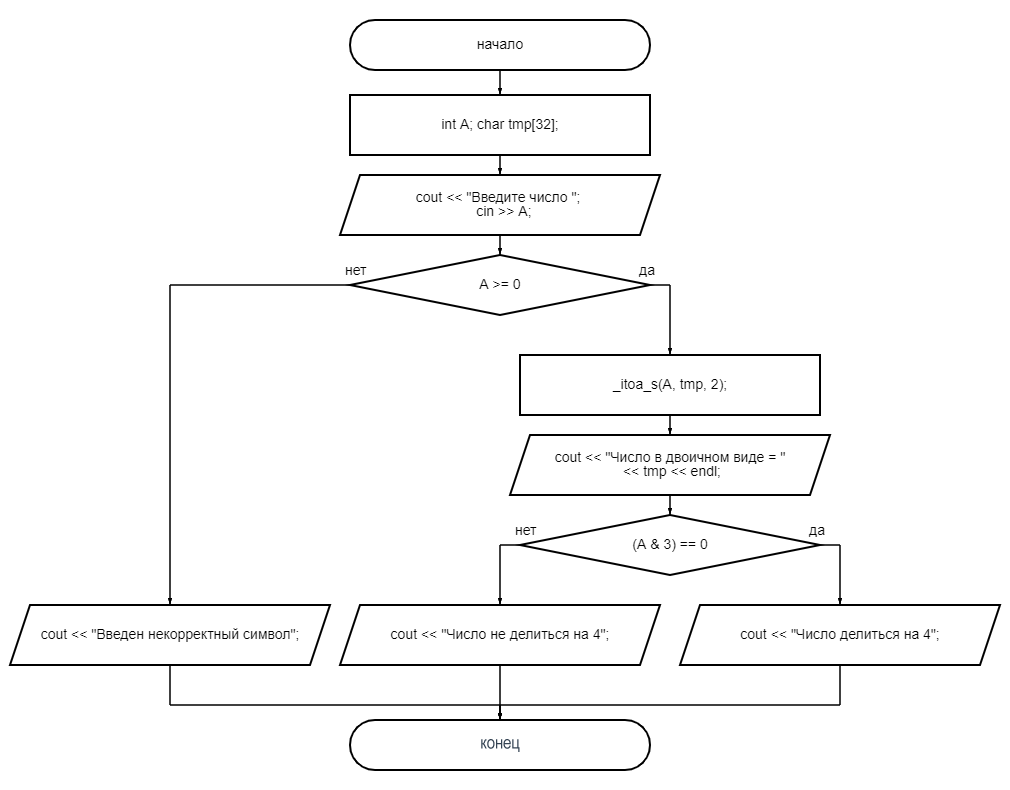 начало
int A; char tmp[32];
cout << "Введите число ";
cin >> A;
нет
да
A >= 0
_itoa_s(A, tmp, 2);
cout << "Число в двоичном виде = "
<< tmp << endl;
нет
да
(A & 3) == 0
cout << "Введен некорректный символ";
cout << "Число не делиться на 4";
cout << "Число делиться на 4";
конец